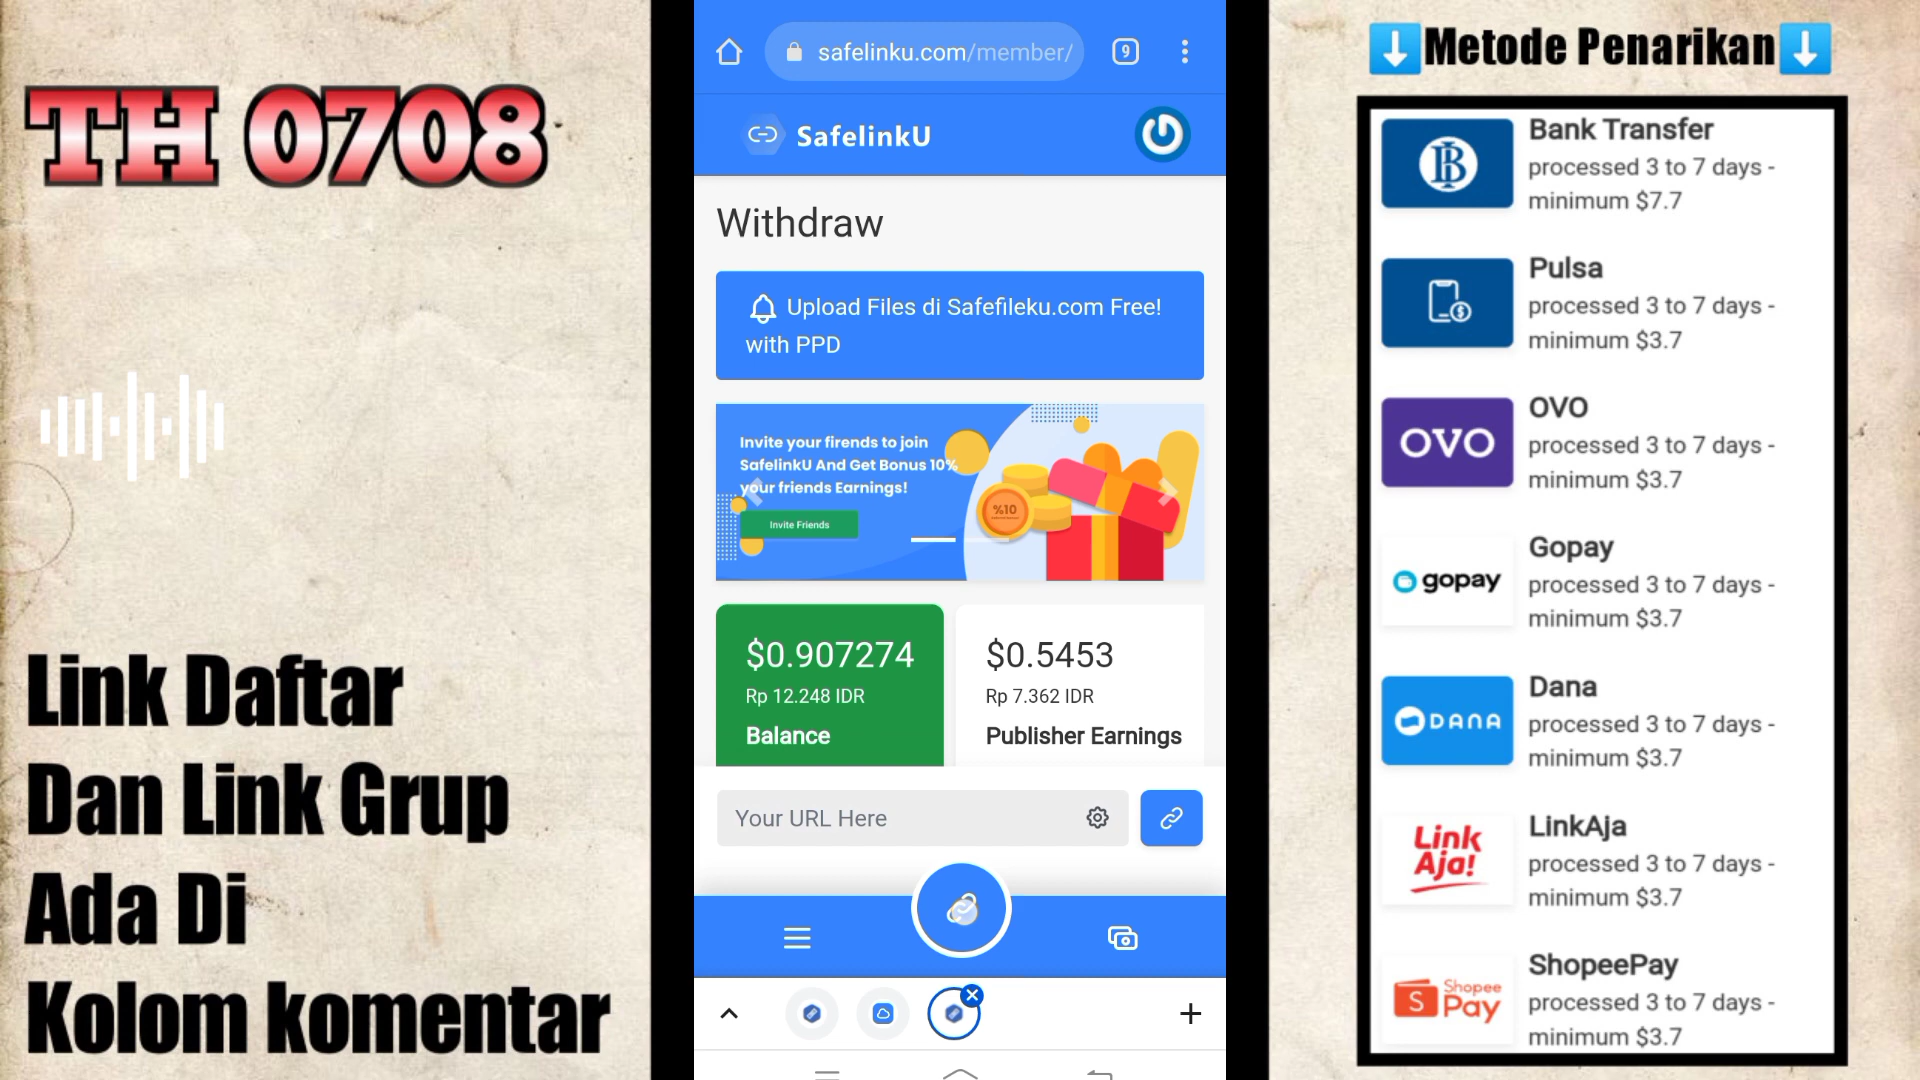 TH 0708
Link Daftar
Dan Link Grup
Ada Di
Kolom komentar
safelinku.com/member/
9
SafelinkU
Withdraw
Upload Files di Safefileku.com Free!
with PPD
Invite your firends to join
SafelinkU And Get Bonus 10%
your friends Earnings!
Invite Friends
%10
$0.907274
Rp 12.248 IDR
Balance
$0.5453
Rp 7.362 IDR
Publisher Earnings
Your URL Here
⬇Metode Penarikan⬇
Bank Transfer
processed 3 to 7 days -
minimum $7.7
Pulsa
processed 3 to 7 days -
minimum $3.7
OVO
OVO
processed 3 to 7 days -
minimum $3.7
gopay
Gopay
processed 3 to 7 days -
minimum $3.7
DANA
Dana
processed 3 to 7 days -
minimum $3.7
Link
Aja!
LinkAja
processed 3 to 7 days -
minimum $3.7
S Shopee
Pay
ShopeePay
processed 3 to 7 days -
minimum $3.7